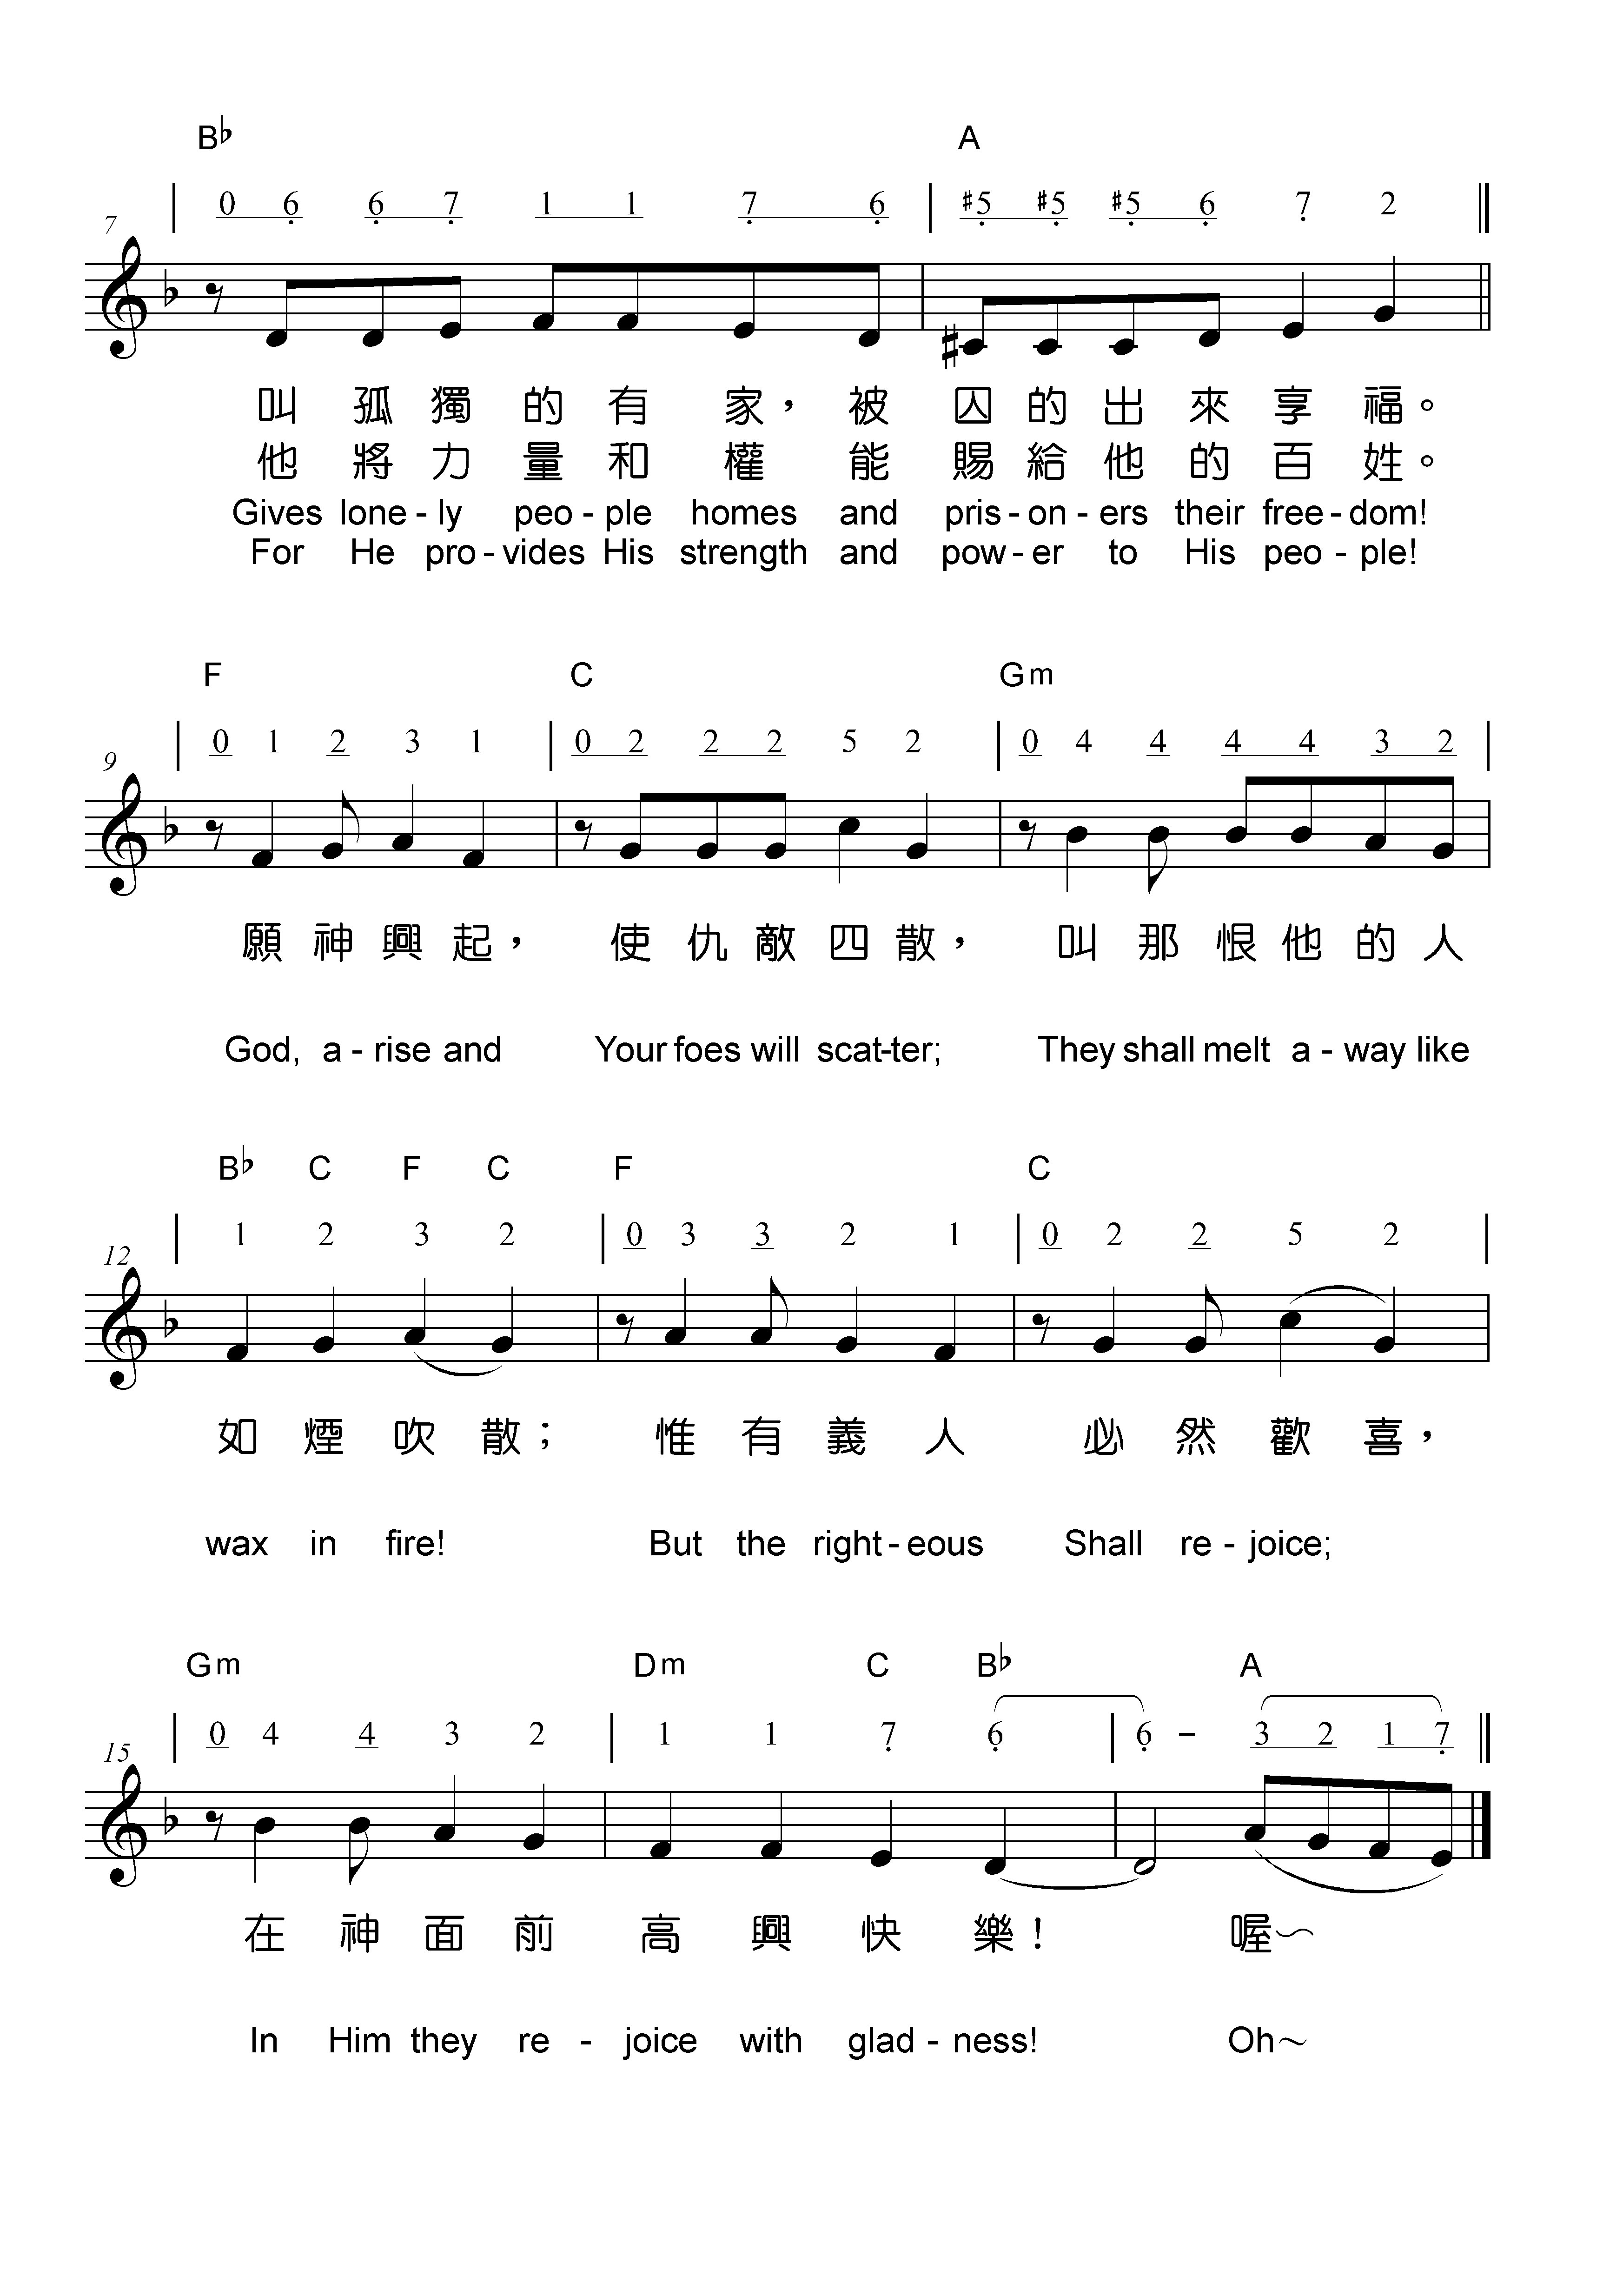 B♭ A
0 6 6 7 1 1 7 6 #5 #5 #5 6 7 2
7
叫孤獨的有家，被囚的出來享福。
他將力量和權能賜給他的百姓。
Gives lone-ly peo-ple homes and pris-on-ers their free-dom!
For He pro-vides His strength and pow-er to His peo-ple!
F C Gm
0 1 2 3 1 0 2 2 2 5 2 0 4 4 4 4 3 2
9
願神興起，使仇敵四散，叫那恨他的人
God, a-rise and Your foes will scat-ter; They shall melt a-way like
B♭ C F C F C
1 2 3 2 0 3 3 2 1 0 2 2 5 2
12
如煙吹散；惟有義人必然歡喜，
wax in fire! But the right-eous Shall re-joice;
Gm Dm C B♭ A
0 4 4 3 2 1 1 7 6 6 - 3 2 1 7
15
在神面前高興快樂！喔～
In Him they re-joice with glad-ness! Oh~